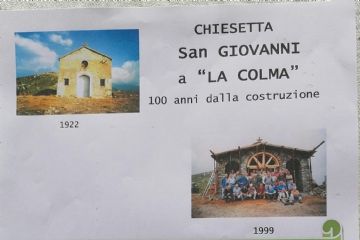 CHIESETTA
San GIOVANNI
a "LA COLMA"
100 anni dalla costruzione
1922
1999